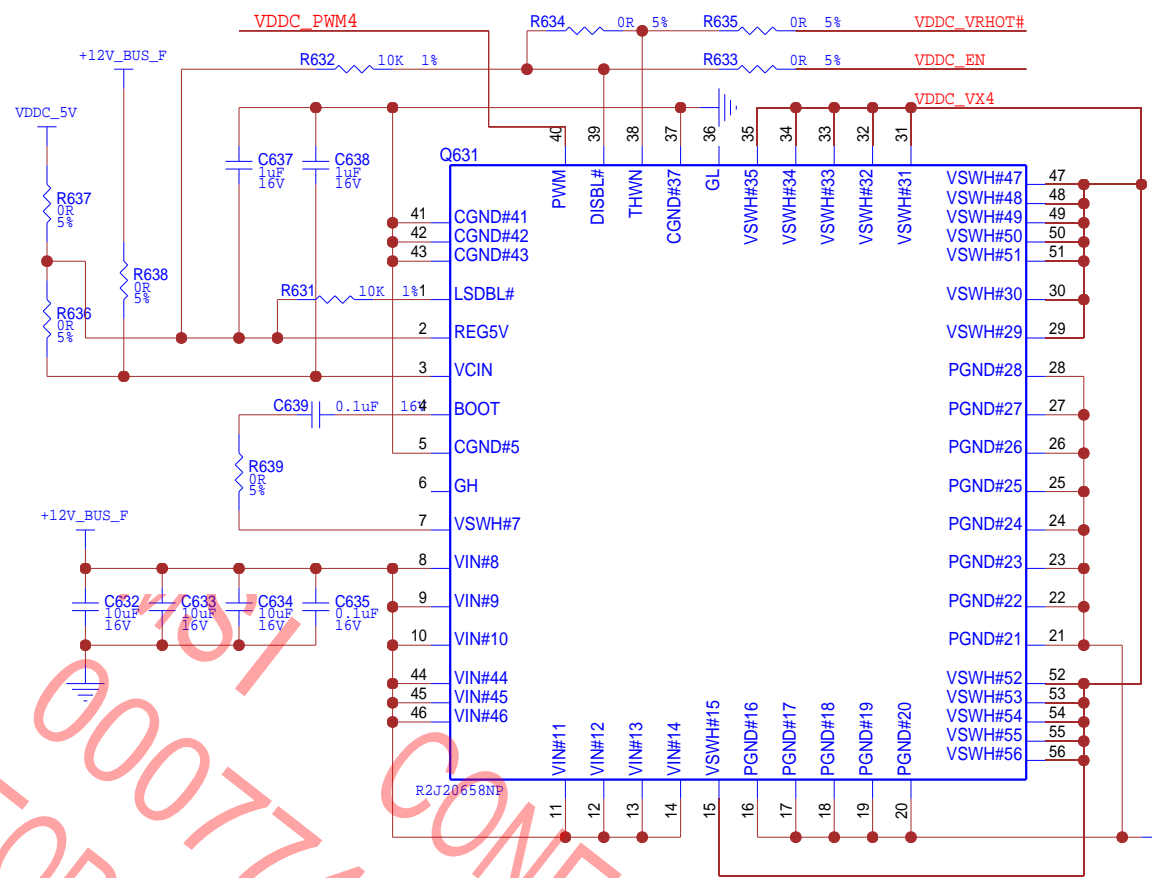 VDDC_PWM4
R634 0R 5%
R635 0R 5%
VDDC_VRHOT#
+12V_BUS_F
R632 10K 1%
R633 0R 5%
VDDC_EN
VDDC_5V
VDDC_VX4
40 39 38 37 36 35 34 33 32 31
Q631
C637
1uF
16V
C638
1uF
16V
PWM
DISBL#
THWN
CGND#37
GL
VSWH#35
VSWH#34
VSWH#33
VSWH#32
VSWH#31
R637
0R
5%
R638
0R
5%
R636
0R
5%
R631 10K 1%
41 CGND#41
42 CGND#42
43 CGND#43
1 LSDBL#
2 REG5V
3 VCIN
C639 0.1uF 16V
4 BOOT
5 CGND#5
R639
0R
5%
6 GH
7 VSWH#7
+12V_BUS_F
8 VIN#8
9 VIN#9
10 VIN#10
44 VIN#44
45 VIN#45
46 VIN#46
C632
10uF
16V
C633
10uF
16V
C634
10uF
16V
C635
0.1uF
16V
VSWH#47 47
VSWH#48 48
VSWH#49 49
VSWH#50 50
VSWH#51 51
VSWH#30 30
VSWH#29 29
PGND#28 28
PGND#27 27
PGND#26 26
PGND#25 25
PGND#24 24
PGND#23 23
PGND#22 22
PGND#21 21
VSWH#52 52
VSWH#53 53
VSWH#54 54
VSWH#55 55
VSWH#56 56
VIN#11
VIN#12
VIN#13
VIN#14
VSWH#15
PGND#16
PGND#17
PGND#18
PGND#19
PGND#20
R2J20658NP
11 12 13 14 15 16 17 18 19 20